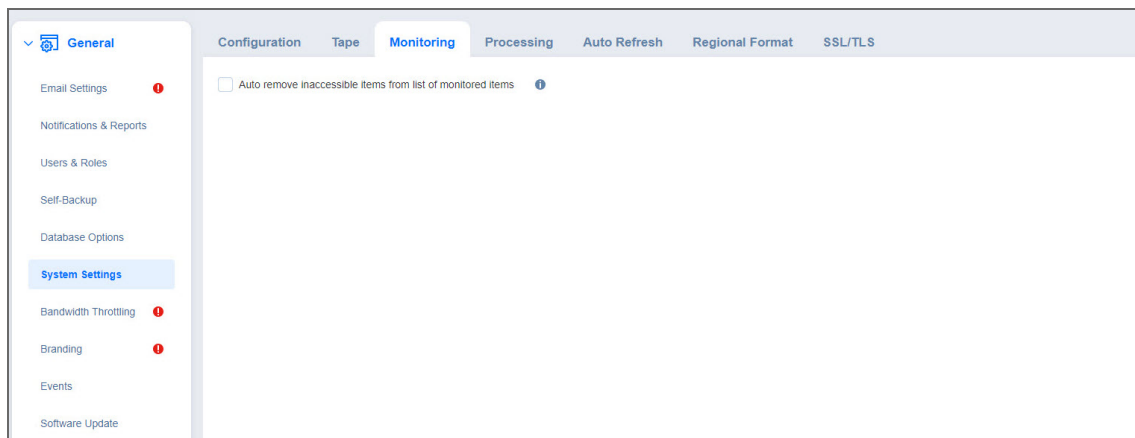 General
Configuration Tape Monitoring Processing Auto Refresh Regional Format SSL/TLS
Auto remove inaccessible items from list of monitored items
Email Settings
Notifications & Reports
Users & Roles
Self-Backup
Database Options
System Settings
Bandwidth Throttling
Branding
Events
Software Update